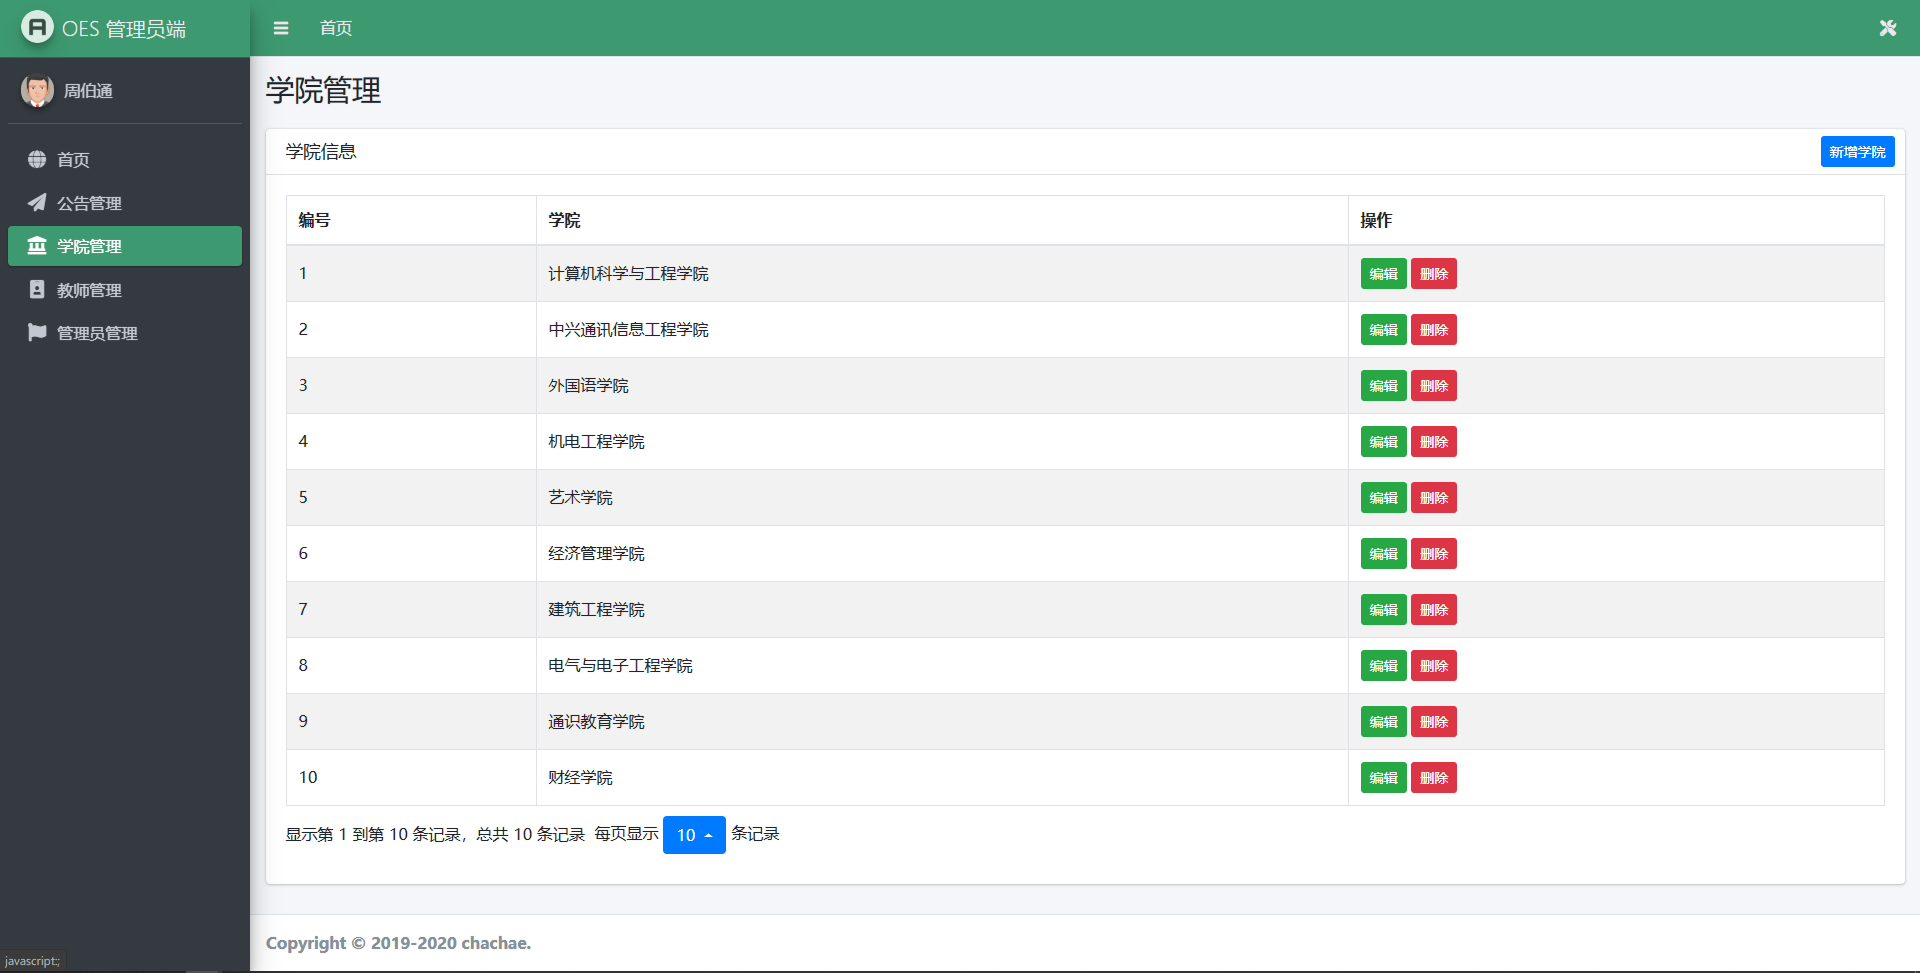 OES 管理员端
首页
周伯通
首页
公告管理
学院管理
教师管理
管理员管理
学院管理
学院信息
新增学院
编号 学院 操作
1 计算机科学与工程学院 编辑 删除
2 中兴通讯信息工程学院 编辑 删除
3 外国语学院 编辑 删除
4 机电工程学院 编辑 删除
5 艺术学院 编辑 删除
6 经济管理学院 编辑 删除
7 建筑工程学院 编辑 删除
8 电气与电子工程学院 编辑 删除
9 通识教育学院 编辑 删除
10 财经学院 编辑 删除
显示第 1 到第 10 条记录，总共 10 条记录 每页显示 10 条记录
Copyright © 2019-2020 chachae.
javascript:;